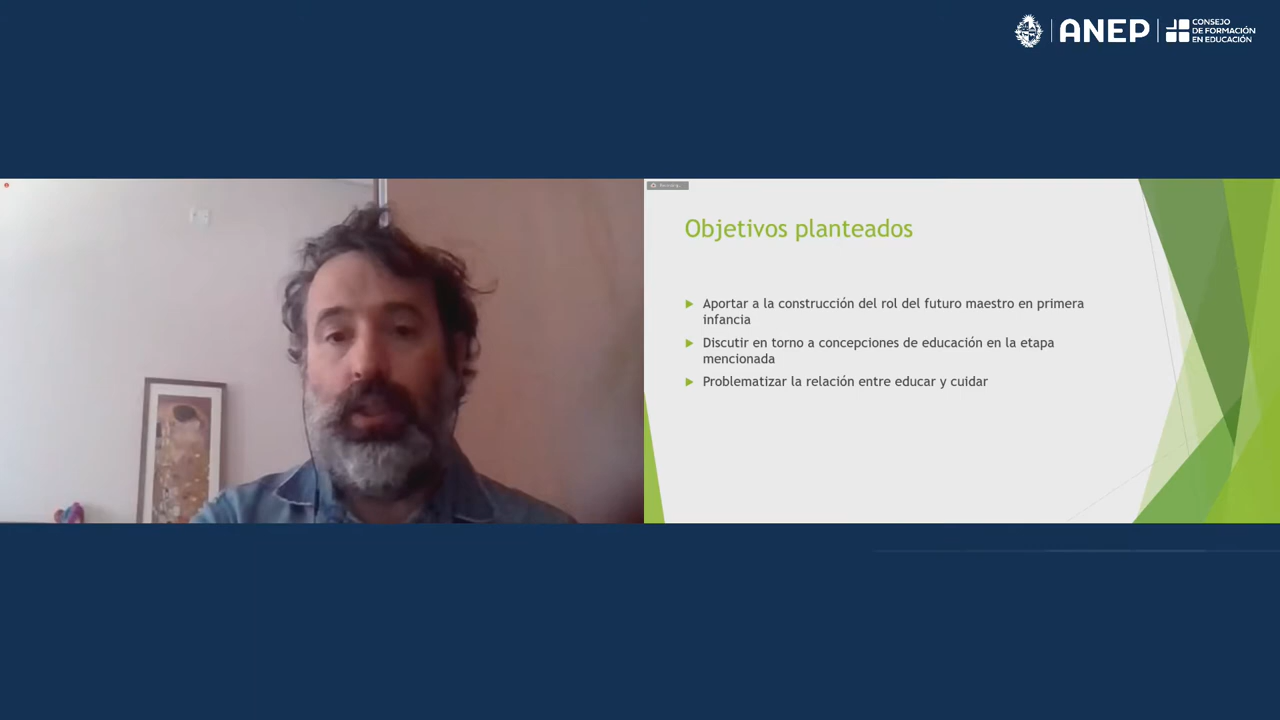 ANEP
CONSEJO
DE FORMACIÓN
EN EDUCACIÓN
Objetivos planteados
Aportar a la construcción del rol del futuro maestro en primera
infancia
Discutir en torno a concepciones de educación en la etapa
mencionada
Problematizar la relación entre educar y cuidar